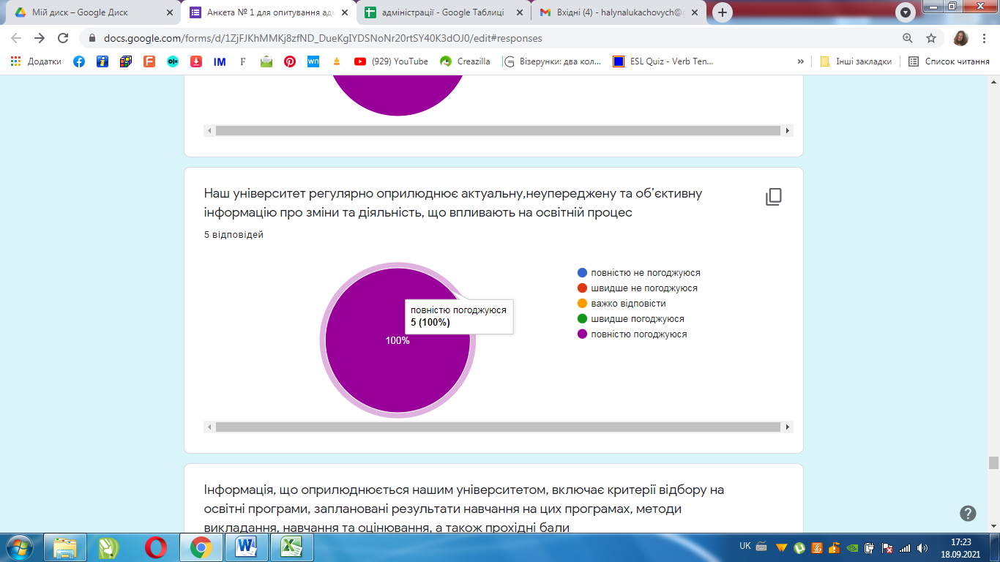 Мій диск – Google Диск
Анкета № 1 для опитування адм
адміністрації - Google Таблиці
Вхідні (4) - halynalukachovych@g
docs.google.com/forms/d/1ZjFJKhMMKj8zfND_DueKgIYDSNoNr20rtSY40K3dOJ0/edit#responses
Додатки
IM
F
wn
(929) YouTube
Creazilla
Візерунки: два кол...
ESL Quiz - Verb Ten...
»
Інші закладки
Список читання
Наш університет регулярно оприлюднює актуальну,неупереджену та об’єктивну
інформацію про зміни та діяльність, що впливають на освітній процес
5 відповідей
повністю погоджуюся
5 (100%)
100%
повністю не погоджуюся
швидше не погоджуюся
важко відповісти
швидше погоджуюся
повністю погоджуюся
Інформація, що оприлюднюється нашим університетом, включає критерії відбору на
освітні програми, заплановані результати навчання на цих програмах, методи
викладання, навчання та оцінювання, а також прохідні бали
UK
17:23
18.09.2021